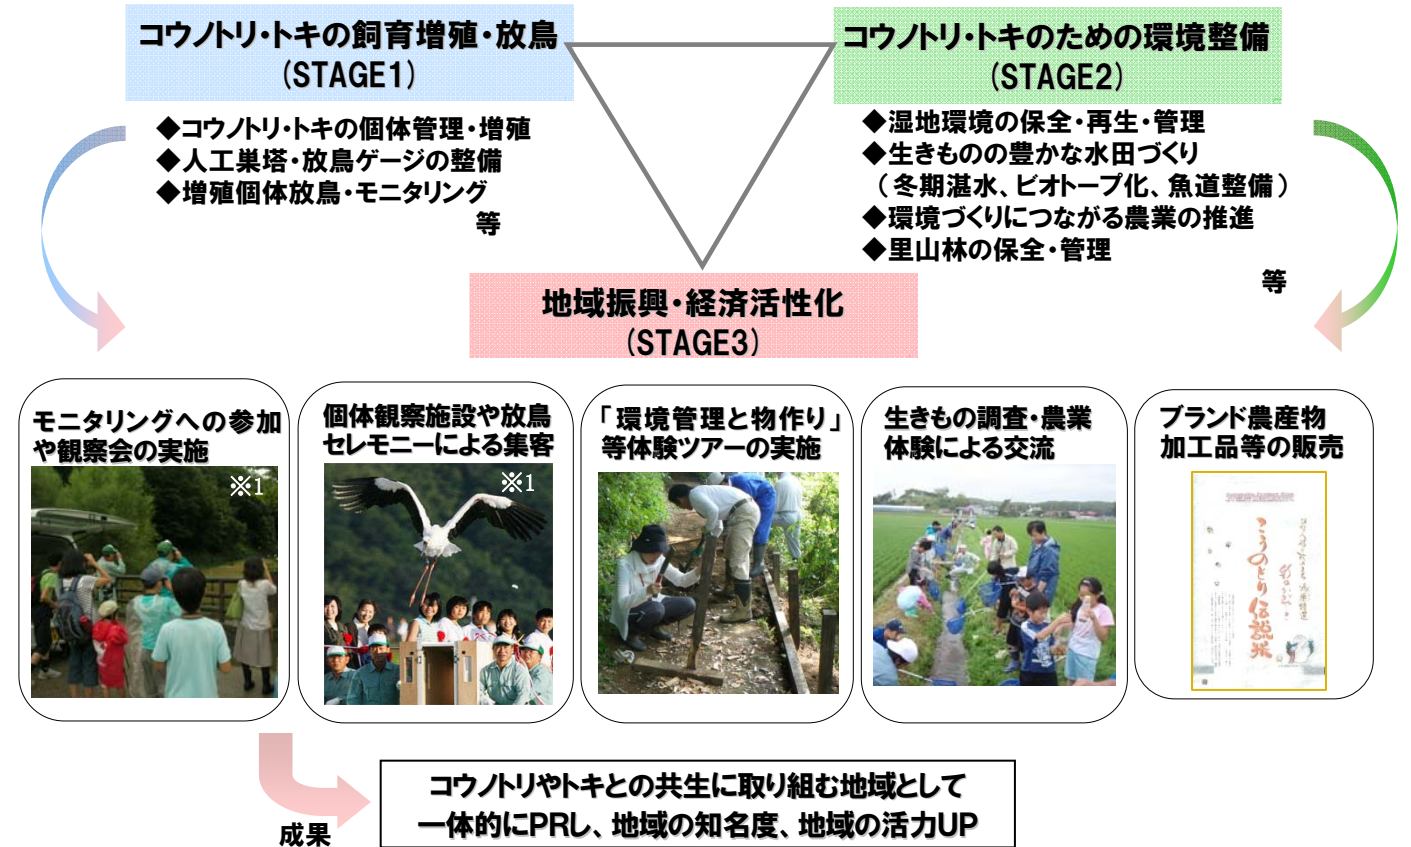 コウノトリ・トキの飼育増殖・放鳥
(STAGE1)
◆コウノトリ・トキの個体管理・増殖
◆人工巣塔・放鳥ゲージの整備
◆増殖個体放鳥・モニタリング
等
コウノトリ・トキのための環境整備
(STAGE2)
◆湿地環境の保全・再生・管理
◆生きものの豊かな水田づくり
（冬期湛水、ビオトープ化、魚道整備）
◆環境づくりにつながる農業の推進
◆里山林の保全・管理
等
地域振興・経済活性化
(STAGE3)
モニタリングへの参加
や観察会の実施
※1
個体観察施設や放鳥
セレモニーによる集客
※1
「環境管理と物作り」
等体験ツアーの実施
生きもの調査・農業
体験による交流
ブランド農産物
加工品等の販売
こうのとり伝説米
成果
コウノトリやトキとの共生に取り組む地域として
一体的にPRし、地域の知名度、地域の活力UP